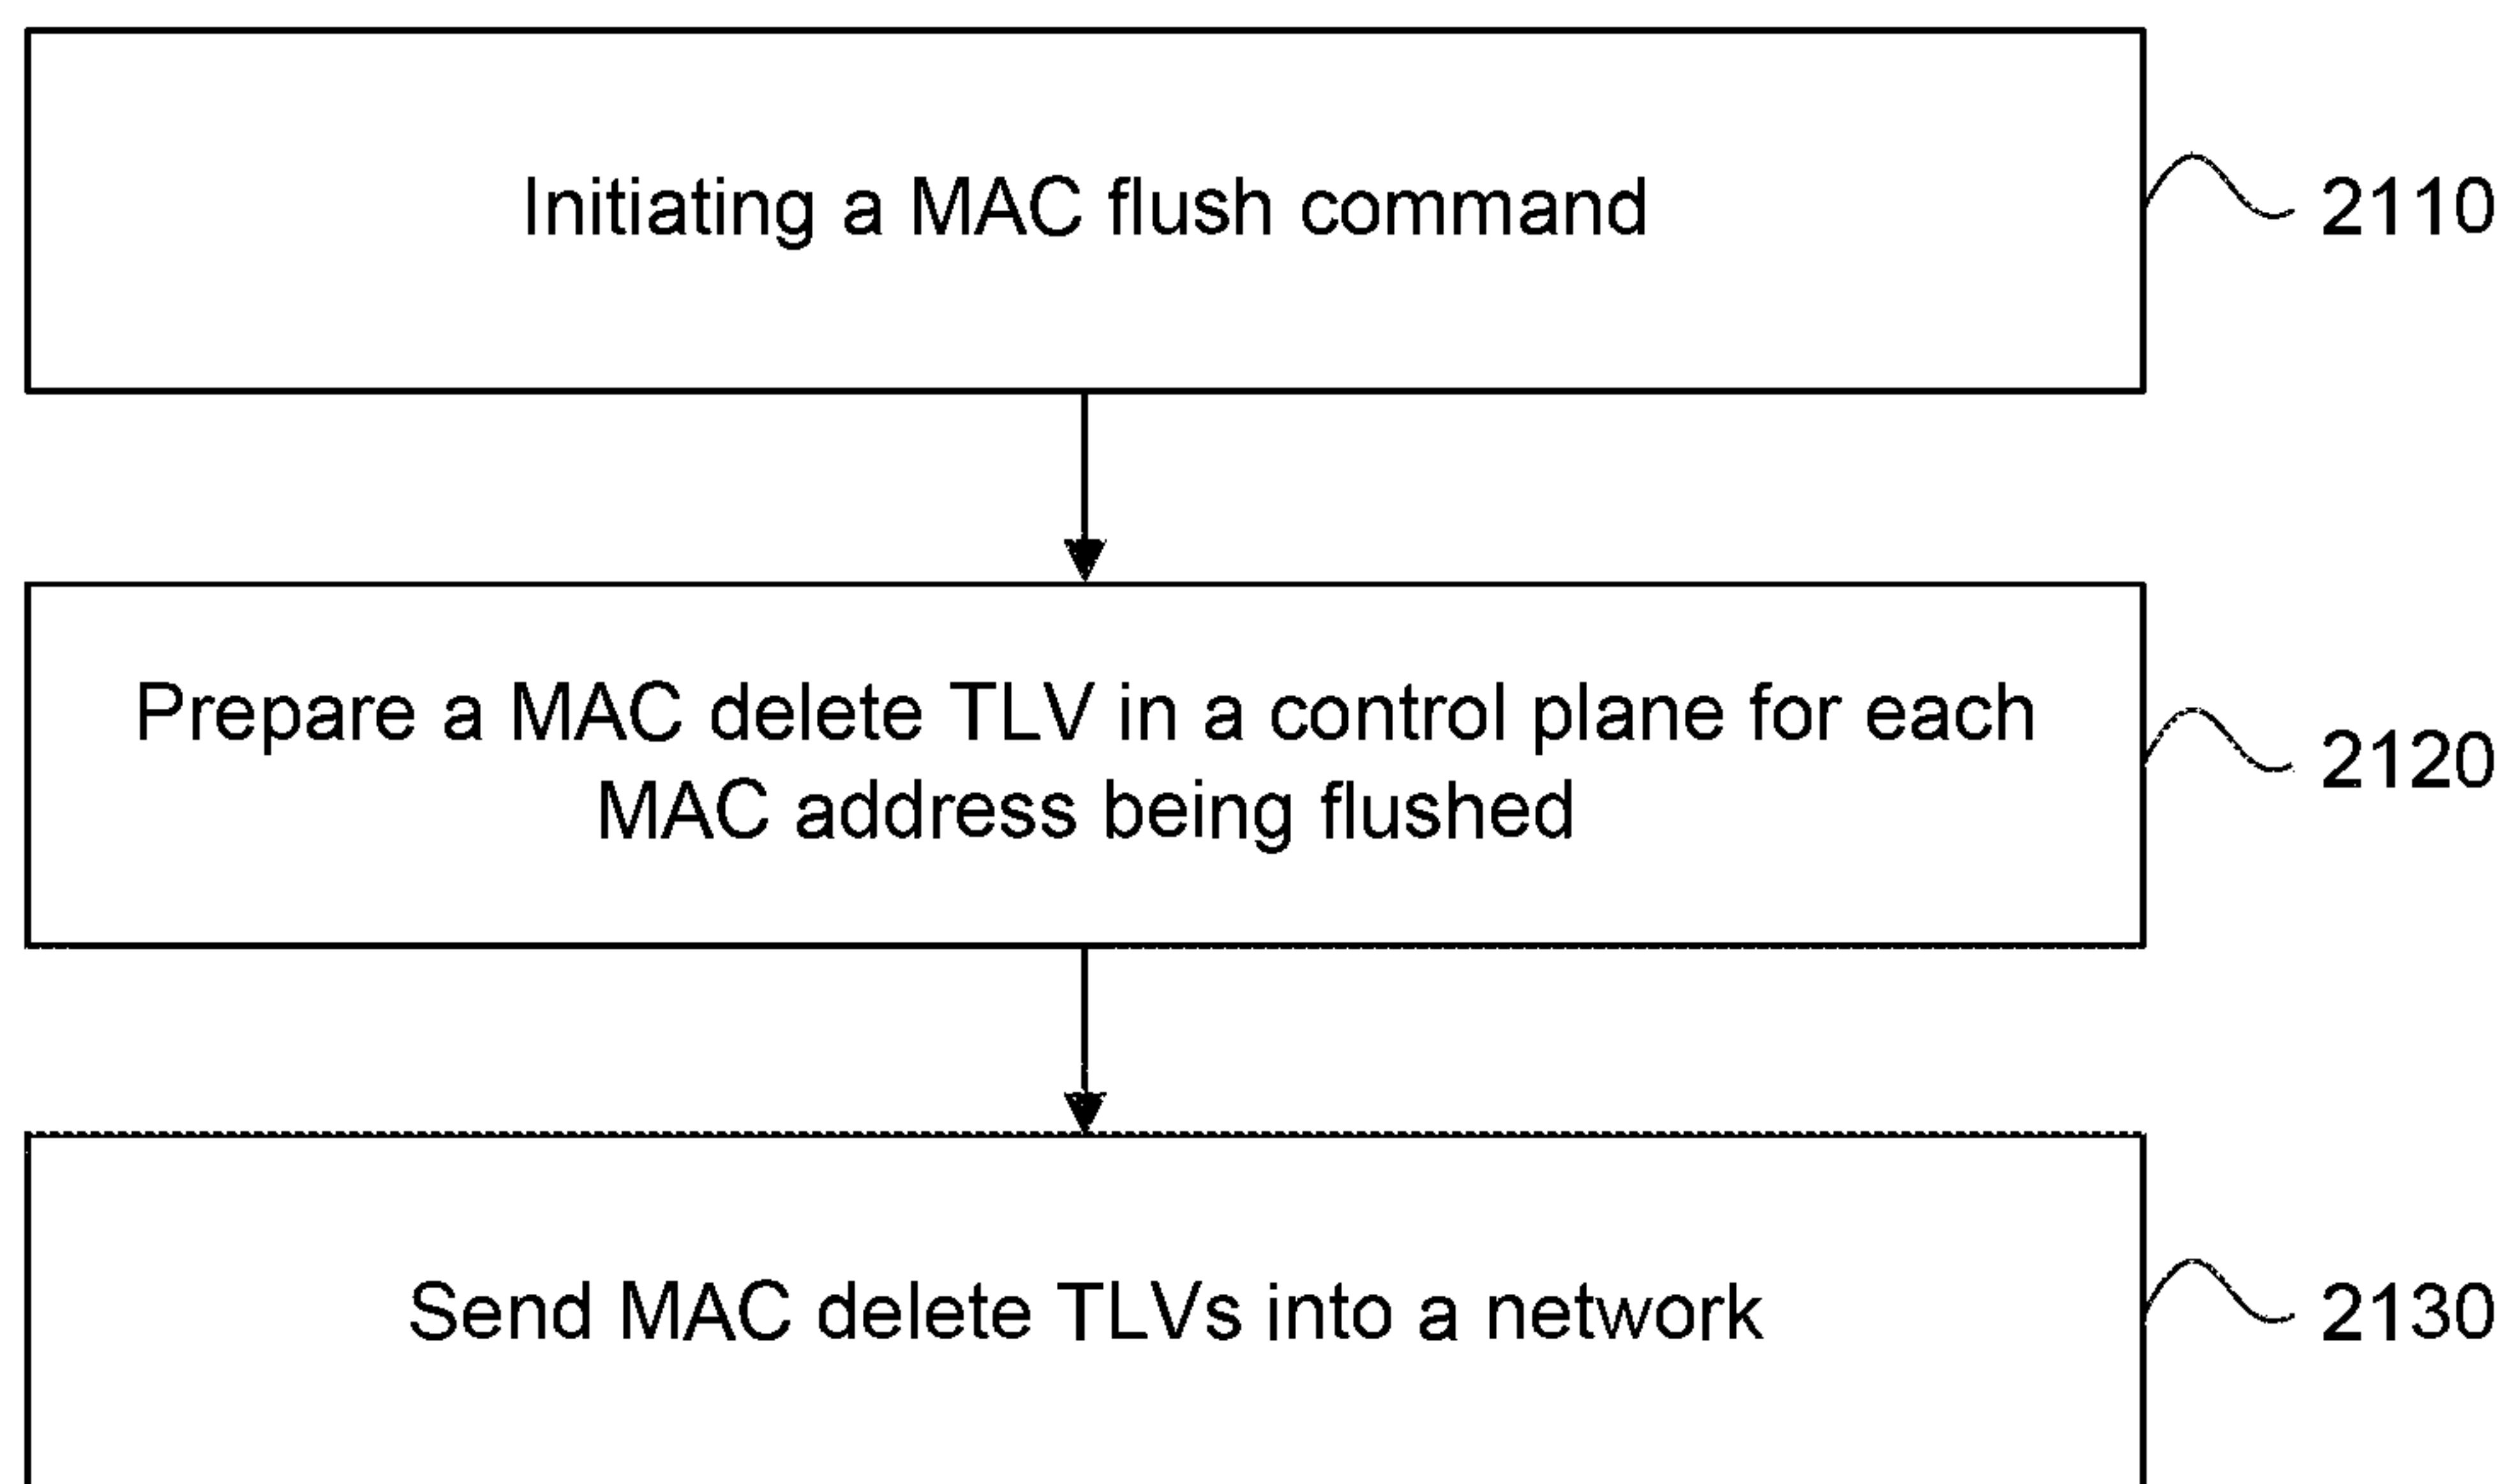 Initiating a MAC flush command
2110
Prepare a MAC delete TLV in a control plane for each
MAC address being flushed
2120
Send MAC delete TLVs into a network
2130